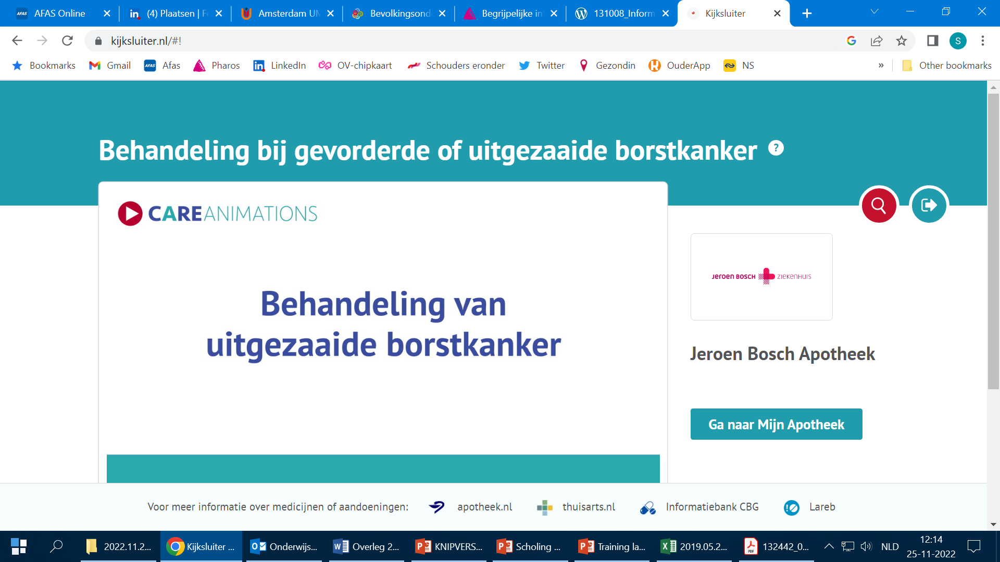 AFAS Online
(4) Plaatsen | Fe
Amsterdam UM
Bevolkingsond
Begrijpelijke in
131008_Inform
Kijksluiter
kijksluiter.nl/#!
S
Bookmarks
Gmail
Afas
Pharos
LinkedIn
OV-chipkaart
Schouders eronder
Twitter
Gezondin
OuderApp
NS
»
Other bookmarks
Behandeling bij gevorderde of uitgezaaide borstkanker ?
CAREANIMATIONS
Behandeling van
uitgezaaide borstkanker
JEROEN BOSCH ZIEKENHUIS
Jeroen Bosch Apotheek
Ga naar Mijn Apotheek
Voor meer informatie over medicijnen of aandoeningen:
apotheek.nl
thuisarts.nl
Informatiebank CBG
Lareb
2022.11.2...
Kijksluiter ...
Onderwijs...
Overleg 2...
KNIPVERS...
Scholing ...
Training la...
2019.05.2...
132442_0...
NLD
12:14
25-11-2022